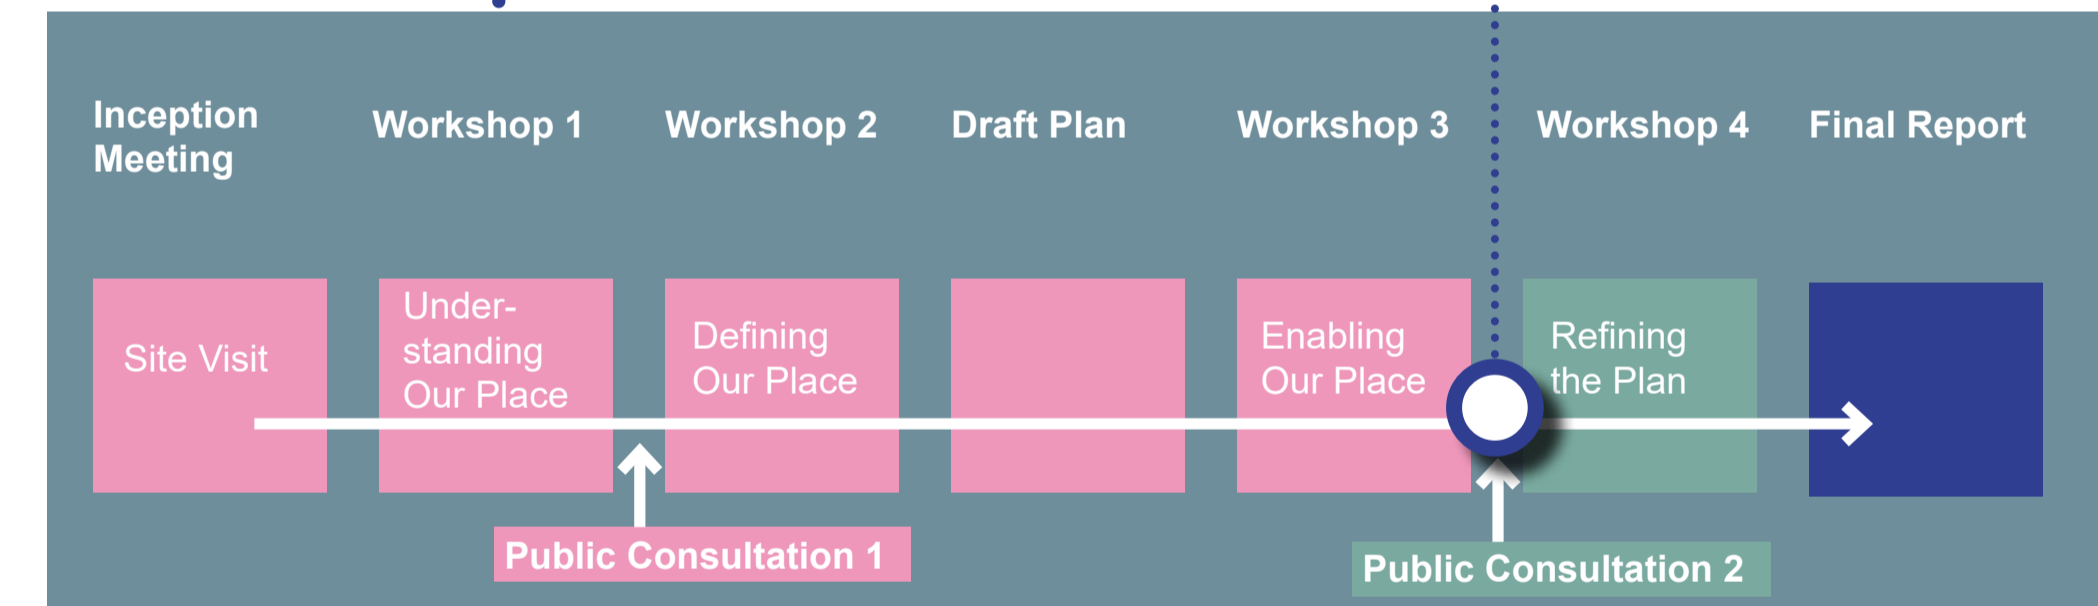 Inception
Meeting
Workshop 1
Workshop 2
Draft Plan
Workshop 3
Workshop 4
Final Report
Site Visit
Under-
standing
Our Place
Defining
Our Place
Enabling
Our Place
Refining
the Plan
Public Consultation 1
Public Consultation 2